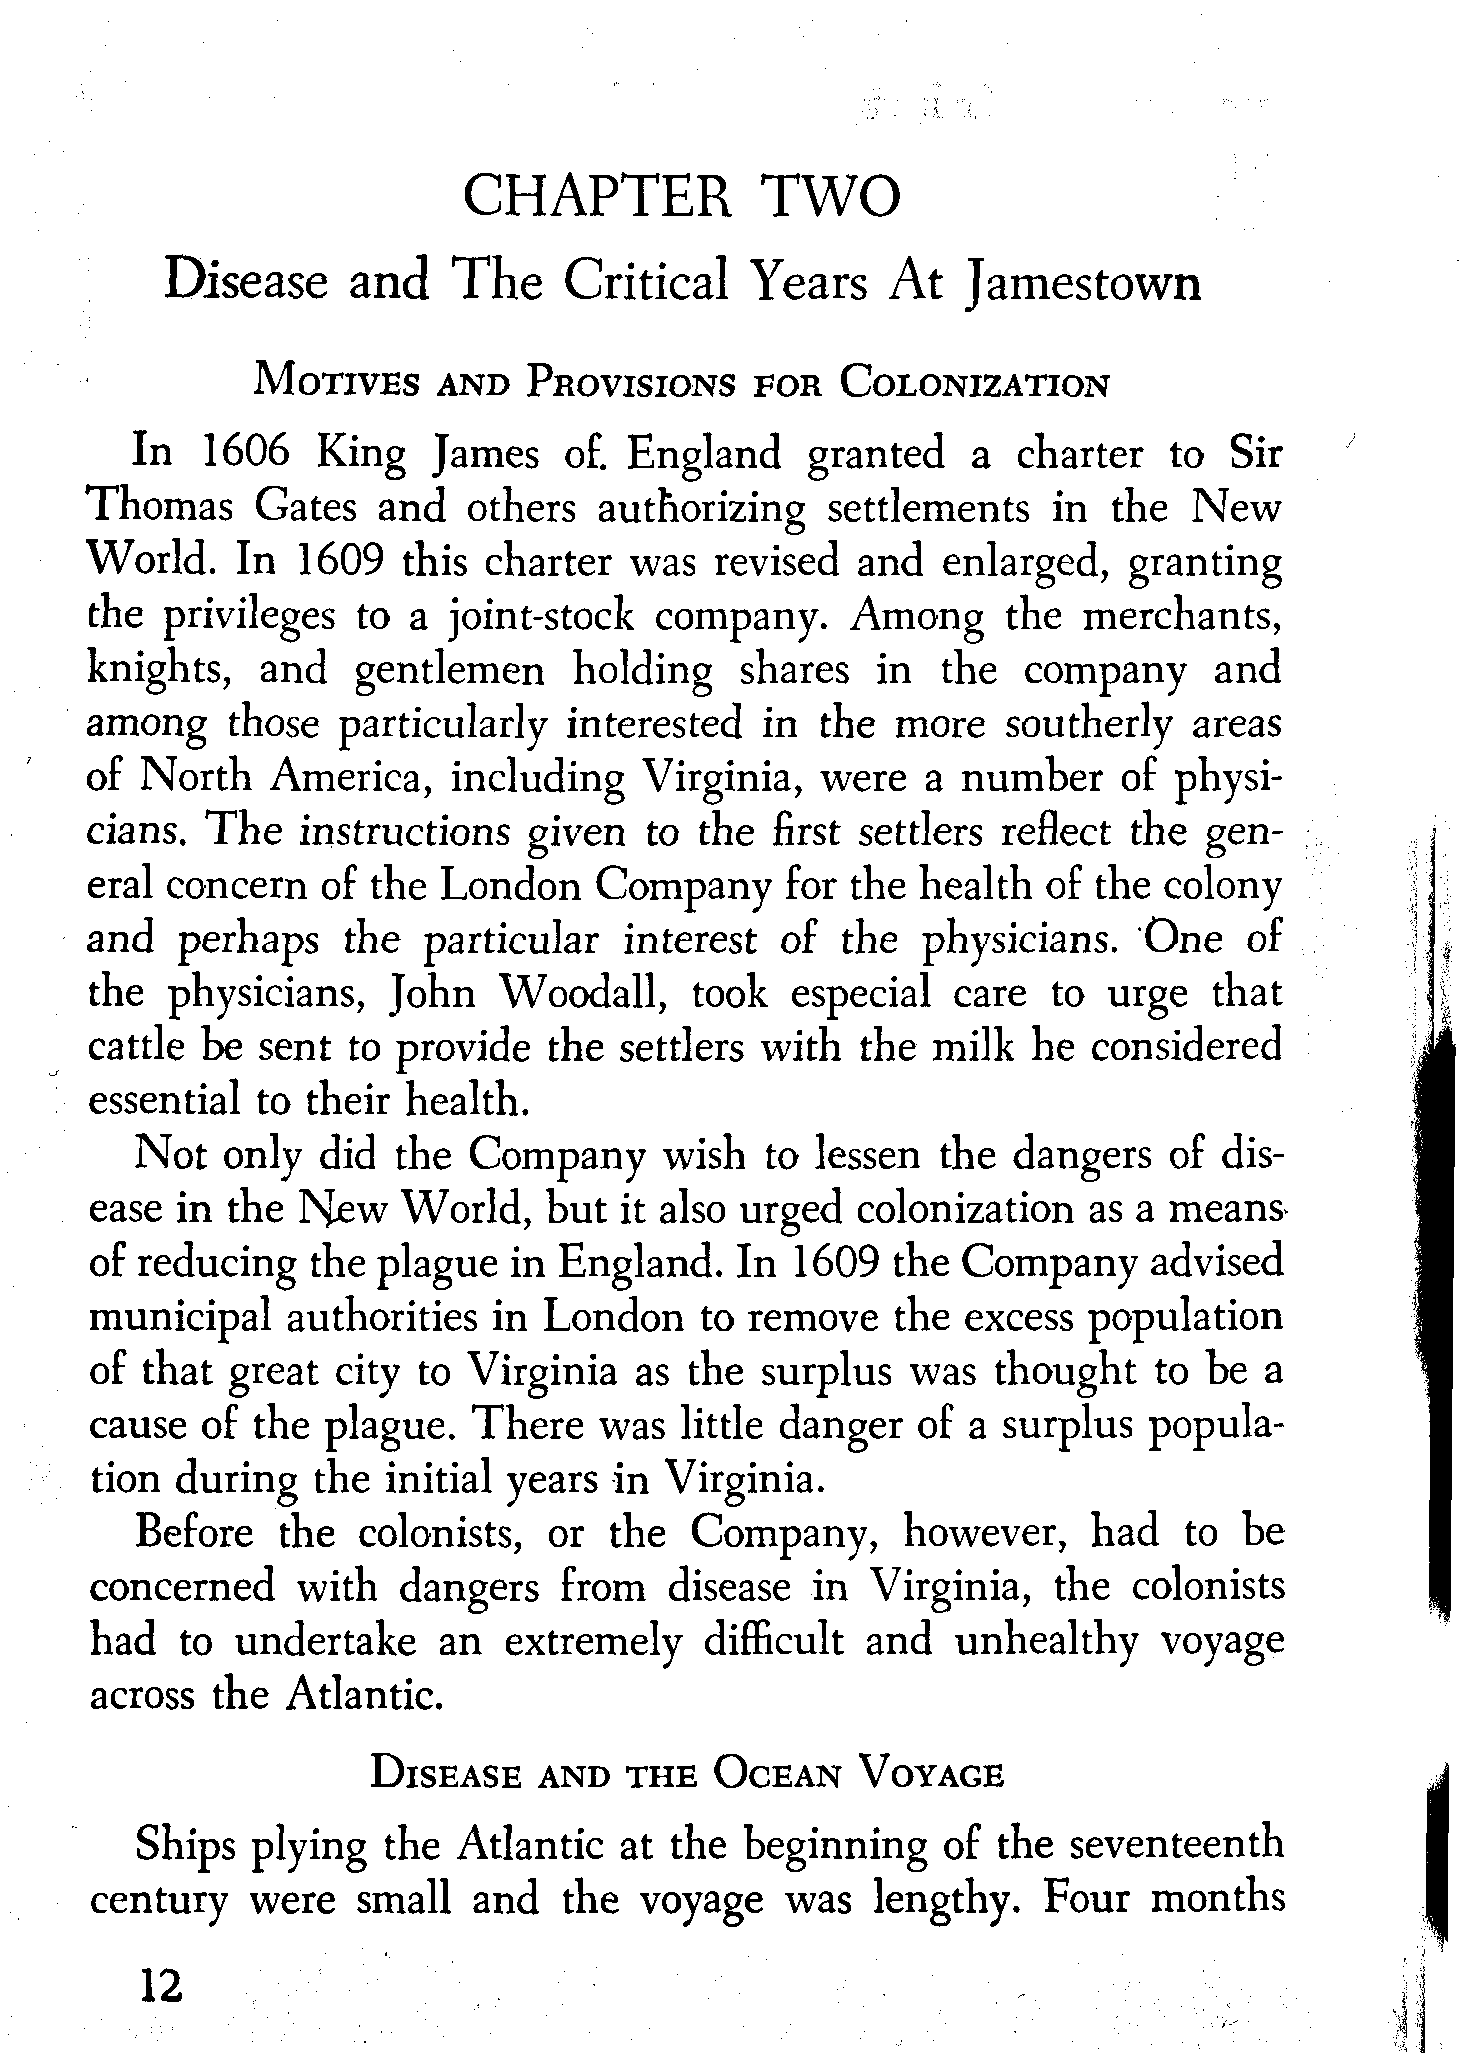 CHAPTER TWO
Disease and The Critical Years At Jamestown
MOTIVES AND PROVISIONS FOR COLONIZATION
In 1606 King James of England granted a charter to Sir
Thomas Gates and others authorizing settlements in the New
World. In 1609 this charter was revised and enlarged, granting
the privileges to a joint-stock company. Among the merchants,
knights, and gentlemen holding shares in the company and
among those particularly interested in the more southerly areas
of North America, including Virginia, were a number of physi-
cians. The instructions given to the first settlers reflect the gen-
eral concern of the London Company for the health of the colony
and perhaps the particular interest of the physicians. One of
the physicians, John Woodall, took especial care to urge that
cattle be sent to provide the settlers with the milk he considered
essential to their health.
Not only did the Company wish to lessen the dangers of dis-
ease in the New World, but it also urged colonization as a means
of reducing the plague in England. In 1609 the Company advised
municipal authorities in London to remove the excess population
of that great city to Virginia as the surplus was thought to be a
cause of the plague. There was little danger of a surplus popula-
tion during the initial years in Virginia.
Before the colonists, or the Company, however, had to be
concerned with dangers from disease in Virginia, the colonists
had to undertake an extremely difficult and unhealthy voyage
across the Atlantic.
DISEASE AND THE OCEAN VOYAGE
Ships plying the Atlantic at the beginning of the seventeenth
century were small and the voyage was lengthy. Four months
12